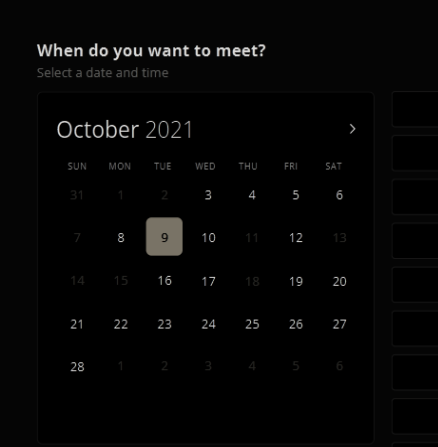 When do you want to meet?
Select a date and time
October 2021
SUN MON TUE WED THU FRI SAT
31 1 2 3 4 5 6
7 8 9 10 11 12 13
14 15 16 17 18 19 20
21 22 23 24 25 26 27
28 1 2 3 4 5 6